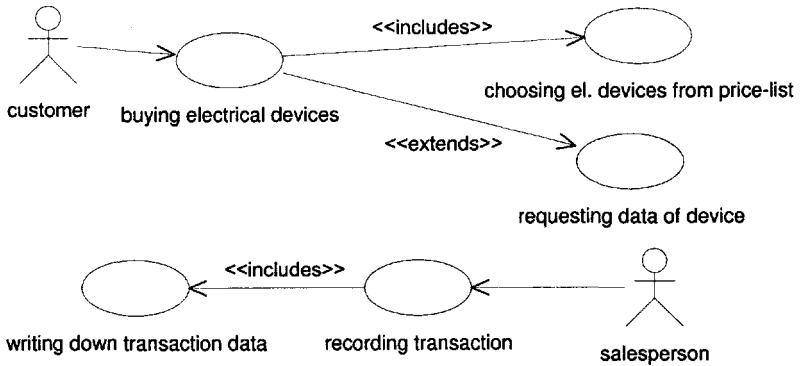 <<includes>>
choosing el. devices from price-list
customer
buying electrical devices
<<extends>>
requesting data of device
<<includes>>
writing down transaction data
recording transaction
salesperson